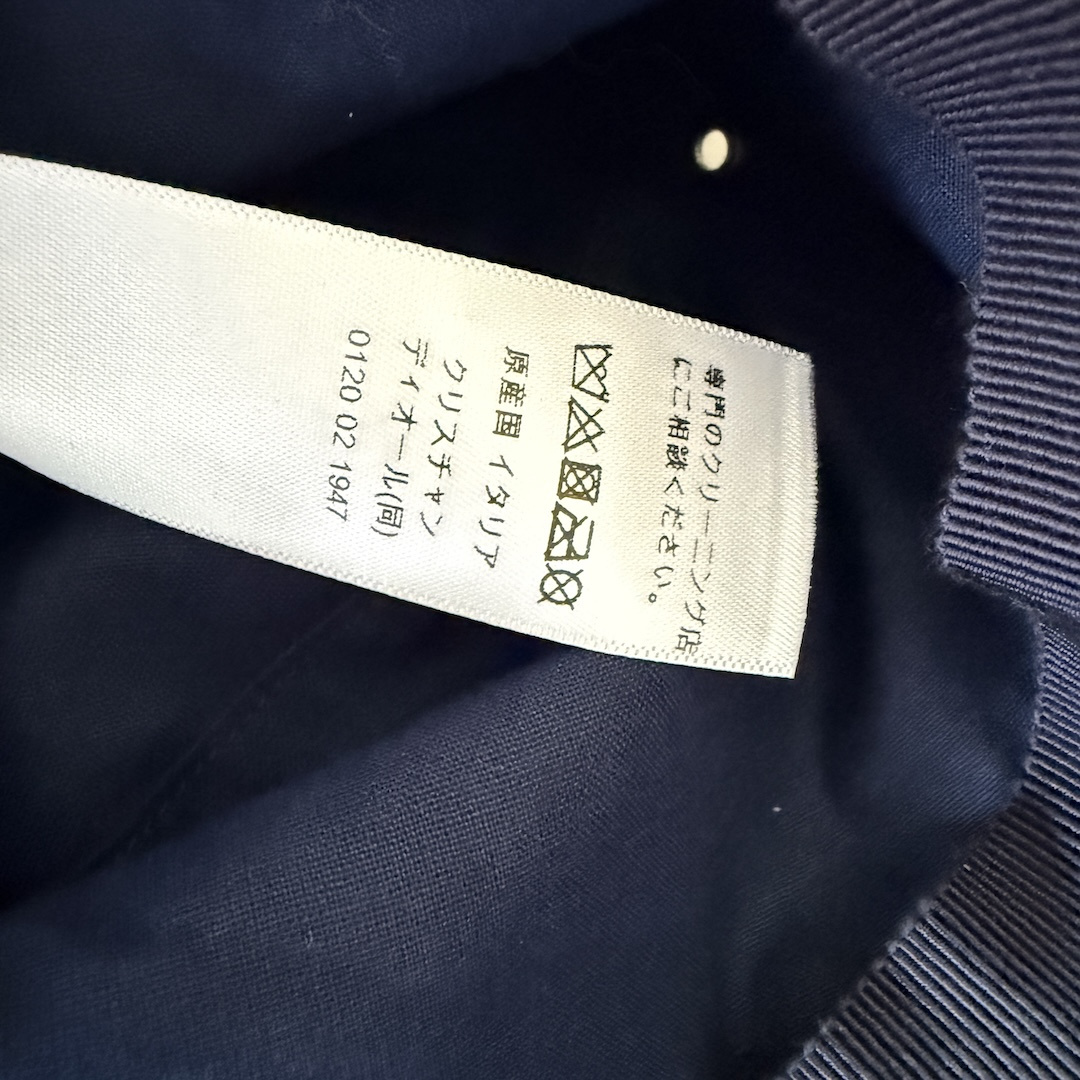 専門のクリーニング店
にご相談ください。
原産国 イタリア
クリスチャン
ディオール(同)
0120 02 1947